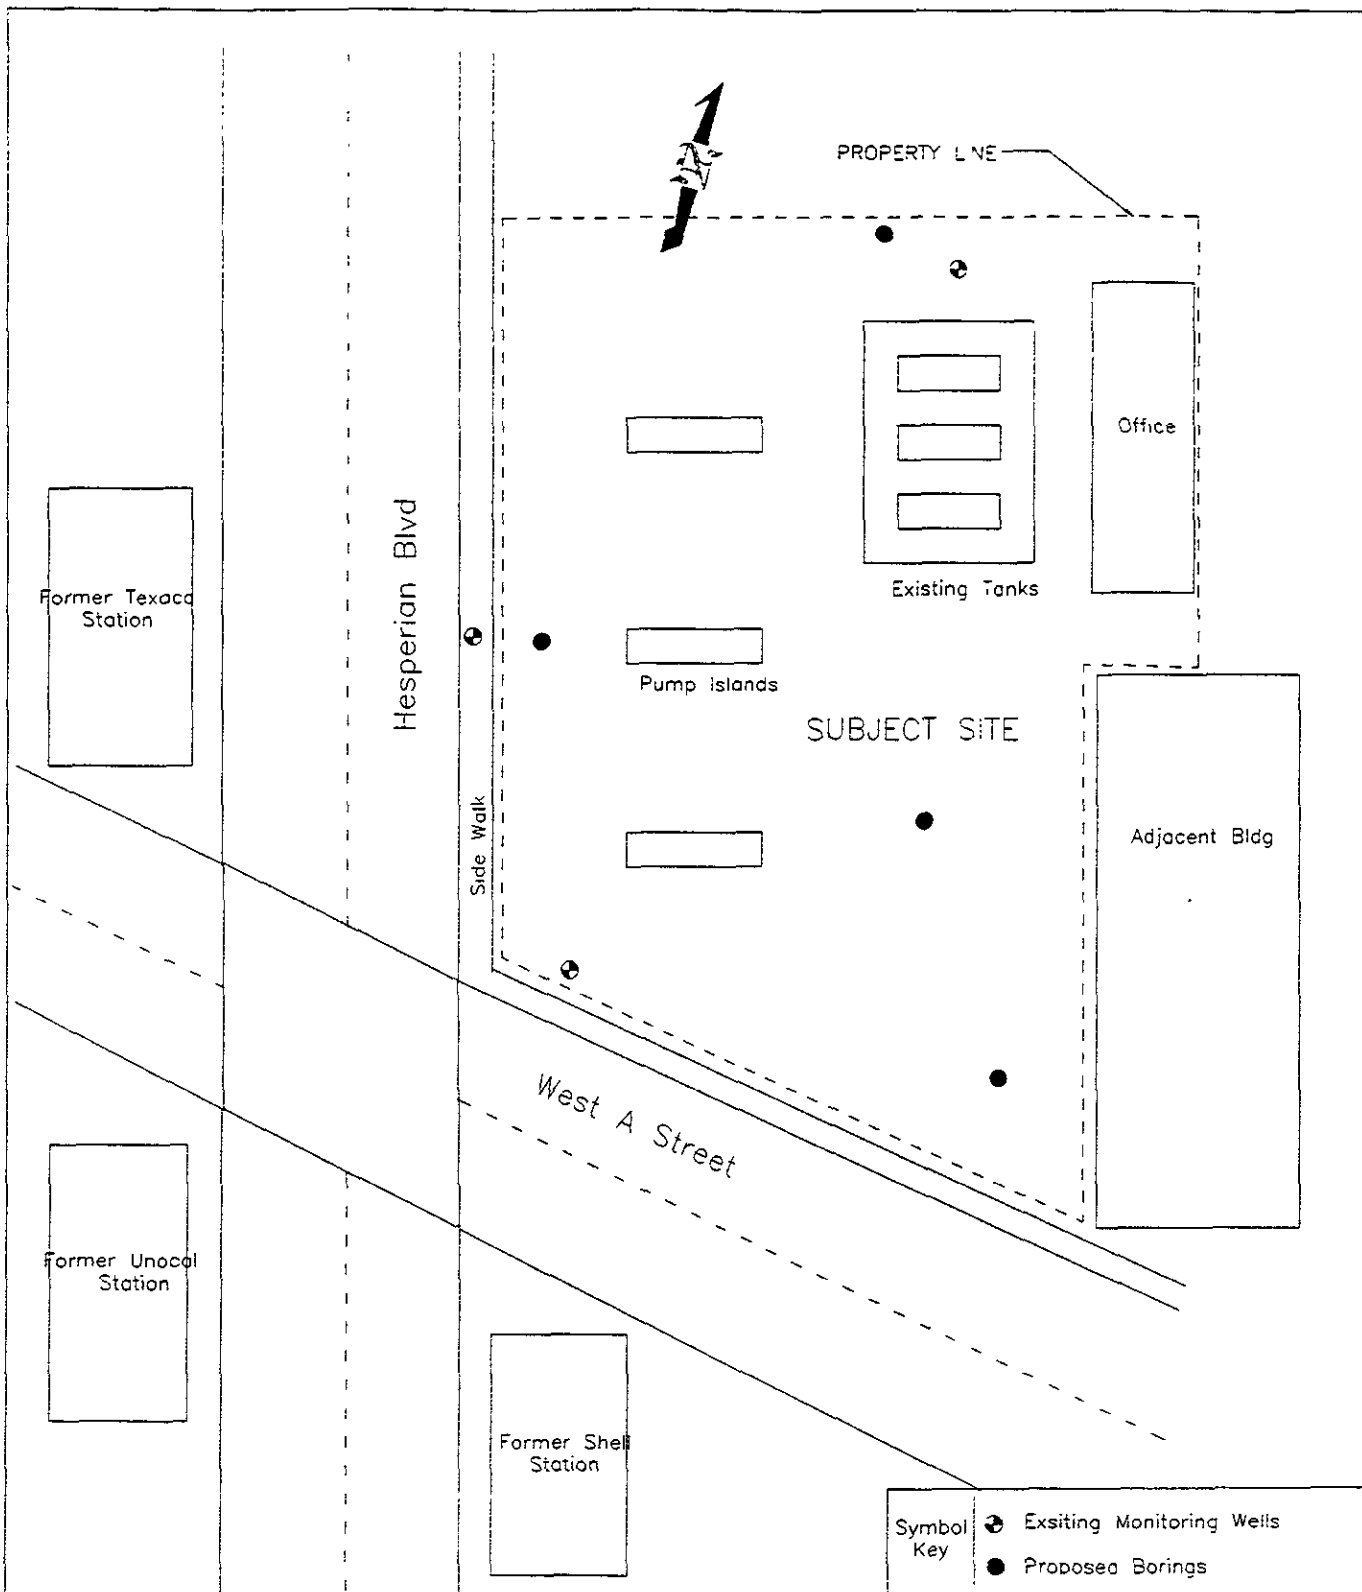 PROPERTY L NE
Office
Existing Tanks
Hesperian Blvd
Former Texaco
Station
Pump Islands
SUBJECT SITE
Side Walk
Adjacent Bldg
West A Street
Former Unocal
Station
Former Shell
Station
Symbol
Key
Exsiting Monitoring Wells
Proposed Borings